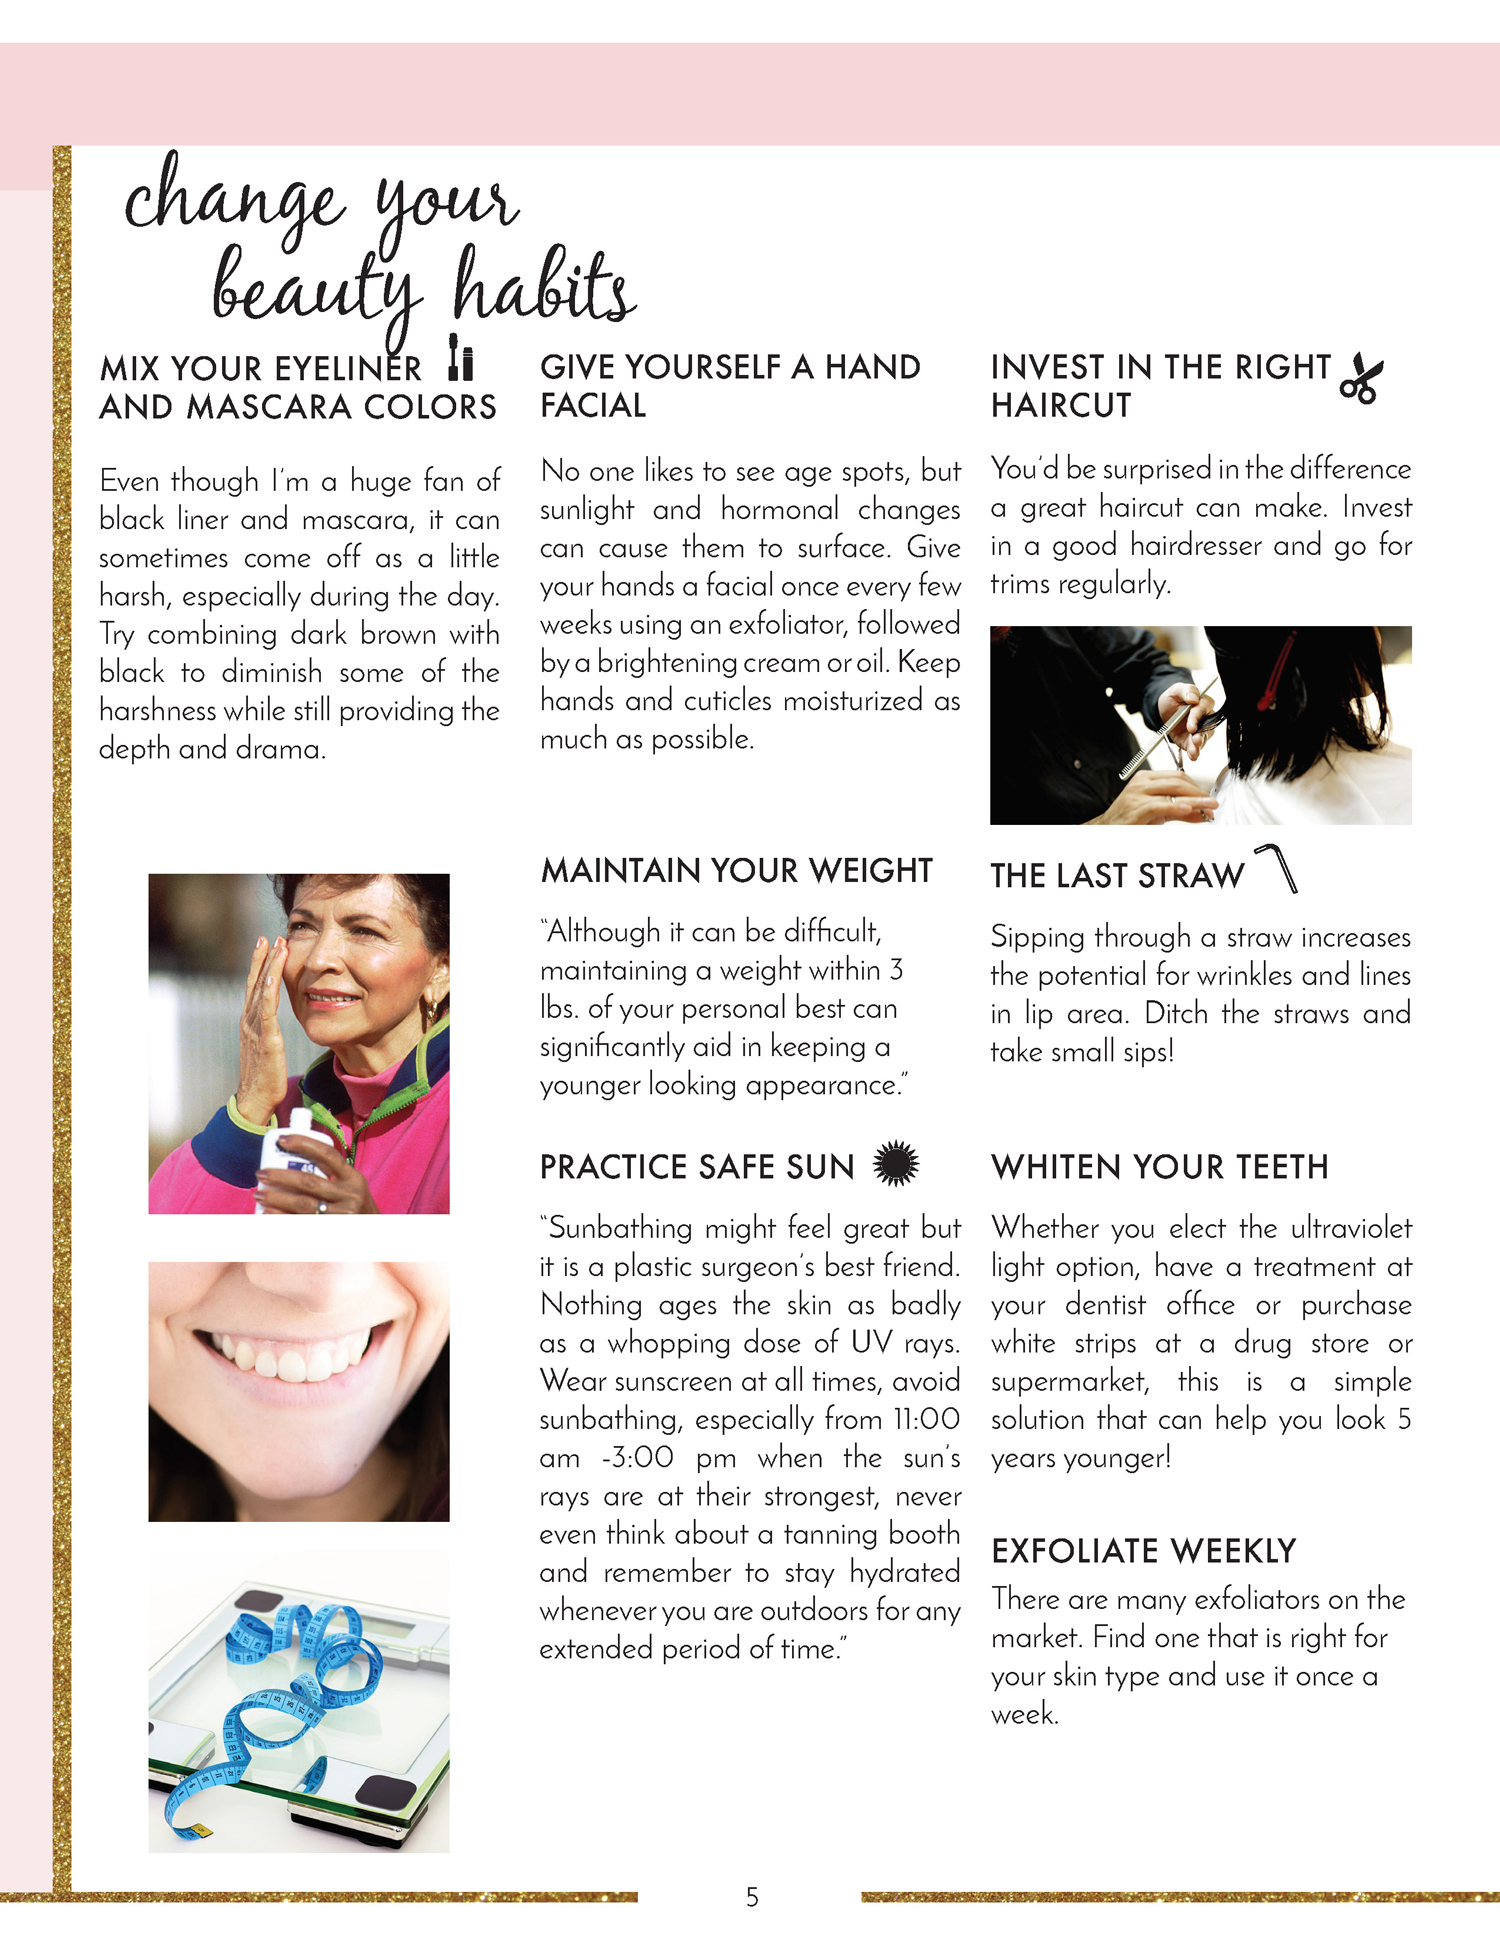 change your
beauty habits
MIX YOUR EYELINER
AND MASCARA COLORS
Even though I'm a huge fan of
black liner and mascara, it can
sometimes come off as a little
harsh, especially during the day.
Try combining dark brown with
black to diminish some of the
harshness while still providing the
depth and drama.
GIVE YOURSELF A HAND
FACIAL
No one likes to see age spots, but
sunlight and hormonal changes
can cause them to surface. Give
your hands a facial once every few
weeks using an exfoliator, followed
by a brightening cream or oil. Keep
hands and cuticles moisturized as
much as possible.
MAINTAIN YOUR WEIGHT
"Although it can be difficult,
maintaining a weight within 3
lbs. of your personal best can
significantly aid in keeping a
younger looking appearance."
PRACTICE SAFE SUN
"Sunbathing might feel great but
it is a plastic surgeon's best friend.
Nothing ages the skin as badly
as a whopping dose of UV rays.
Wear sunscreen at all times, avoid
sunbathing, especially from 11:00
am -3:00 pm when the sun's
rays are at their strongest, never
even think about a tanning booth
and remember to stay hydrated
whenever you are outdoors for any
extended period of time."
INVEST IN THE RIGHT
HAIRCUT
You'd be surprised in the difference
a great haircut can make. Invest
in a good hairdresser and go for
trims regularly.
THE LAST STRAW
Sipping through a straw increases
the potential for wrinkles and lines
in lip area. Ditch the straws and
take small sips!
WHITEN YOUR TEETH
Whether you elect the ultraviolet
light option, have a treatment at
your dentist office or purchase
white strips at a drug store or
supermarket, this is a simple
solution that can help you look 5
years younger!
EXFOLIATE WEEKLY
There are many exfoliators on the
market. Find one that is right for
your skin type and use it once a
week.
5